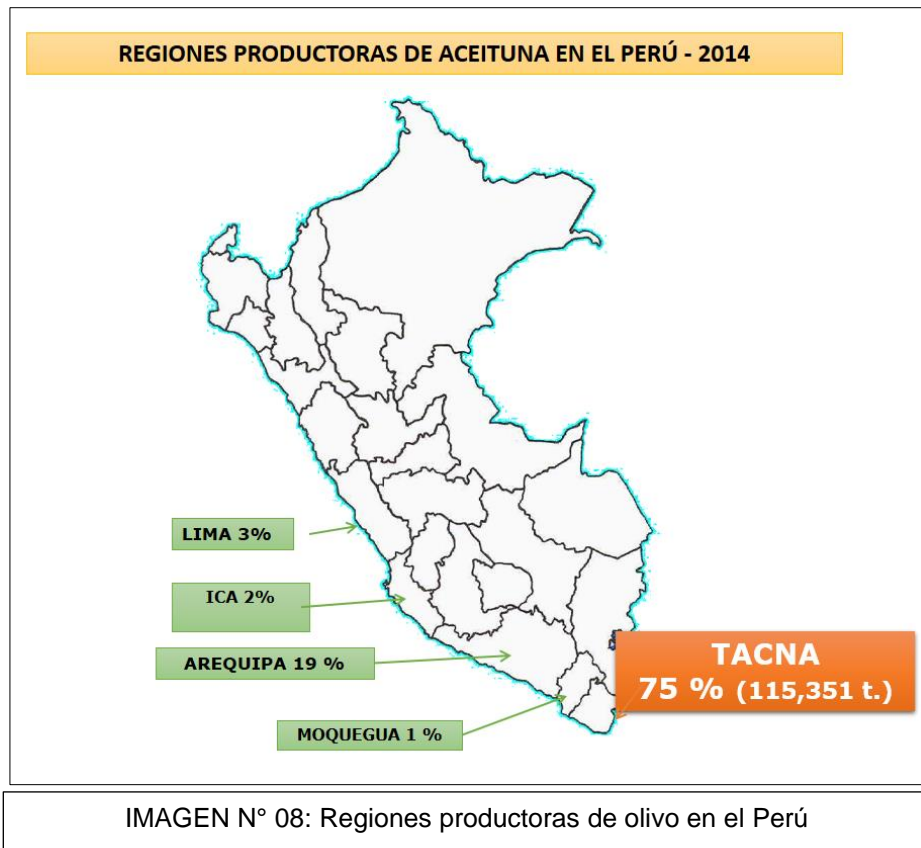 REGIONES PRODUCTORAS DE ACEITUNA EN EL PERÚ - 2014
LIMA 3%
ICA 2%
AREQUIPA 19 %
TACNA
75 % (115,351 t.)
MOQUEGUA 1 %
IMAGEN N° 08: Regiones productoras de olivo en el Perú